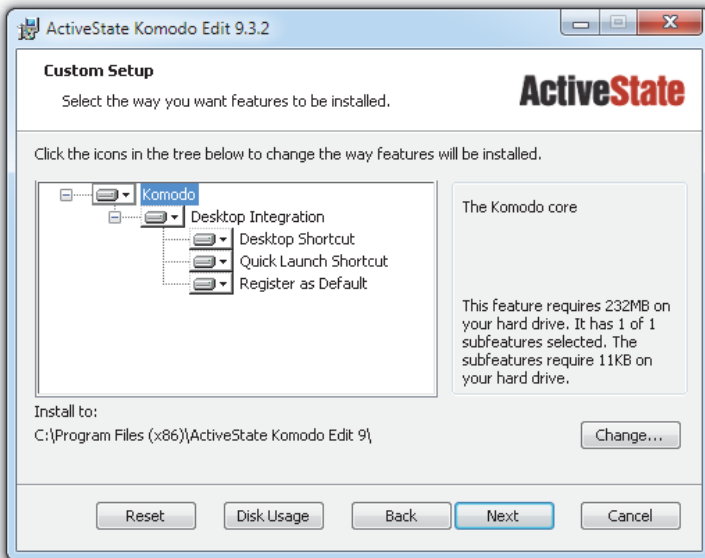 ActiveState Komodo Edit 9.3.2
Custom Setup
Select the way you want features to be installed.
ActiveState
Click the icons in the tree below to change the way features will be installed.
Komodo
Desktop Integration
Desktop Shortcut
Quick Launch Shortcut
Register as Default
The Komodo core
This feature requires 232MB on
your hard drive. It has 1 of 1
subfeatures selected. The
subfeatures require 11KB on
your hard drive.
Install to:
C:\Program Files (x86)\ActiveState Komodo Edit 9\
Change...
Reset Disk Usage Back Next Cancel